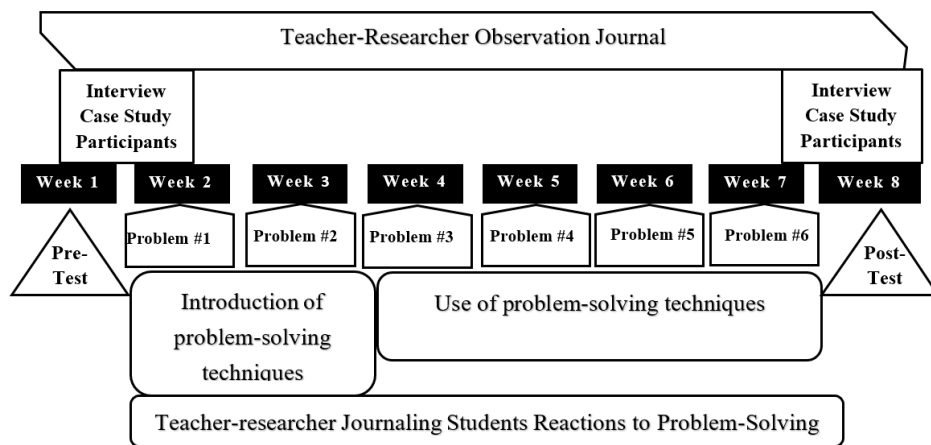 Teacher-Researcher Observation Journal
Interview
Case Study
Participants
Interview
Case Study
Participants
Week 1
Week 2
Week 3
Week 4
Week 5
Week 6
Week 7
Week 8
Pre-
Test
Problem #1
Problem #2
Problem #3
Problem #4
Problem #5
Problem #6
Post-
Test
Introduction of
problem-solving
techniques
Use of problem-solving techniques
Teacher-researcher Journaling Students Reactions to Problem-Solving